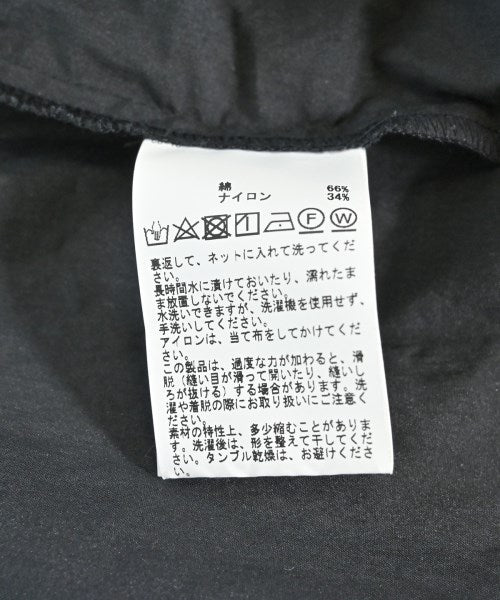 綿 66%
ナイロン 34%
F W
裏返して、ネットに入れて洗ってくだ
さい。
長時間水に漬けておいたり、濡れたま
ま放置しないでください。
水洗いできますが、洗濯機を使用せず、
手洗いしてください。
アイロンは、当て布をしてかけてくだ
さい。
この製品は、過度な力が加わると、滑
脱(縫い目が滑って開いたり、縫いし
ろが抜ける)する場合があります。洗
濯や着脱の際にお取り扱いにご注意く
ださい。
素材の特性上、多少縮むことがありま
す。洗濯後は、形を整えて干してくだ
さい。タンブル乾燥は、お避けくださ
い。